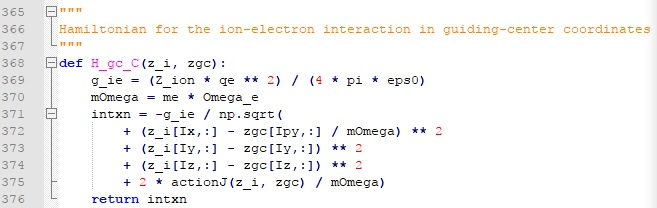 365 """
366 Hamiltonian for the ion-electron interaction in guiding-center coordinates
367 """
368 def H_gc_C(z_i, zgc):
369     g_ie = (Z_ion * qe ** 2) / (4 * pi * eps0)
370     mOmega = me * Omega_e
371     intxn = -g_ie / np.sqrt(
372         + (z_i[Ix,:] - zgc[Ipy,:] / mOmega) ** 2
373         + (z_i[Iy,:] - zgc[Iy,:]) ** 2
374         + (z_i[Iz,:] - zgc[Iz,:]) ** 2
375         + 2 * actionJ(z_i, zgc) / mOmega)
376     return intxn